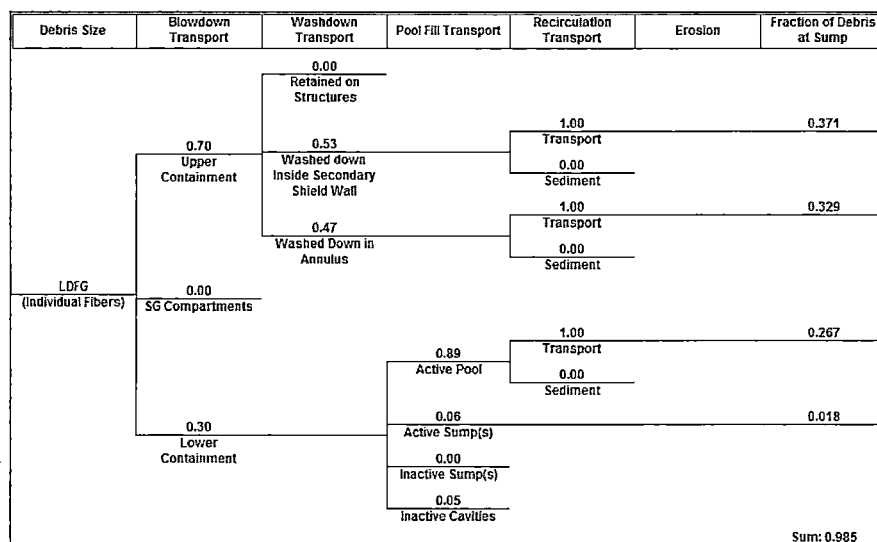 Debris Size
Blowdown
Transport
Washdown
Transport
Pool Fill Transport
Recirculation
Transport
Erosion
Fraction of Debris
at Sump
0.00
Retained on
Structures
1.00
Transport
0.371
0.70
Upper
Containment
0.53
Washed down
Inside Secondary
Shield Wall
0.00
Sediment
1.00
Transport
0.329
0.47
Washed Down in
Annulus
0.00
Sediment
LDFG
(Individual Fibers)
0.00
SG Compartments
1.00
Transport
0.267
0.89
Active Pool
0.00
Sediment
0.30
Lower
Containment
0.06
Active Sump(s)
0.018
0.00
Inactive Sump(s)
0.05
Inactive Cavities
Sum: 0.985